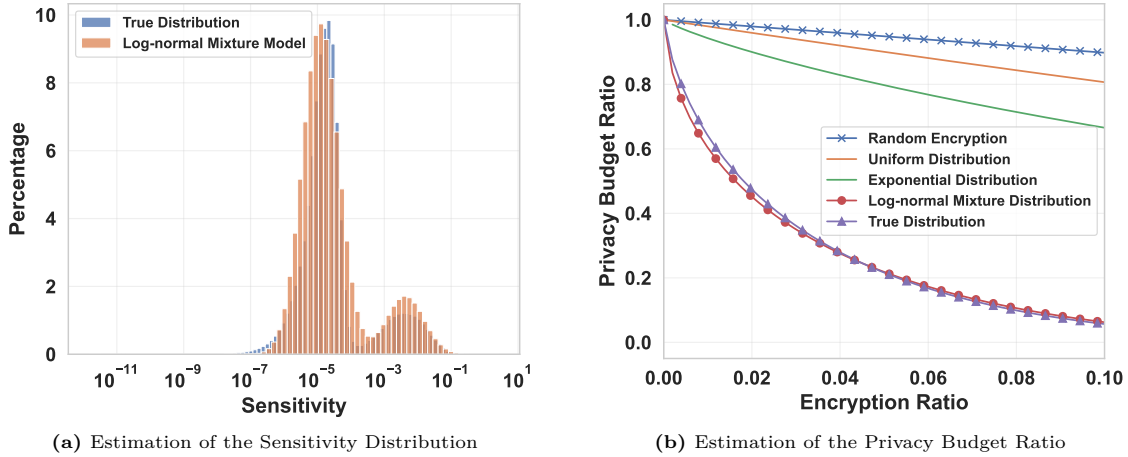 True Distribution
Log-normal Mixture Model
Percentage
10
8
6
4
2
0
10⁻¹¹ 10⁻⁹ 10⁻⁷ 10⁻⁵ 10⁻³ 10⁻¹ 10¹
Sensitivity
(a) Estimation of the Sensitivity Distribution
Privacy Budget Ratio
1.0
0.8
0.6
0.4
0.2
0.0
Random Encryption
Uniform Distribution
Exponential Distribution
Log-normal Mixture Distribution
True Distribution
0.00 0.02 0.04 0.06 0.08 0.10
Encryption Ratio
(b) Estimation of the Privacy Budget Ratio